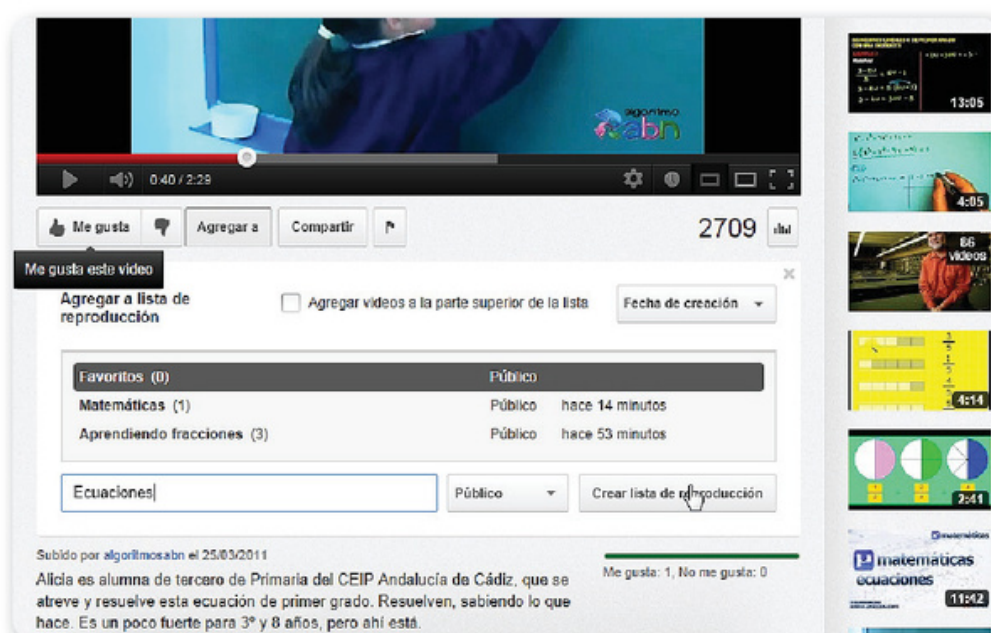 algoritmo
abn
0:40 / 2:29
Me gusta
Agregar a
Compartir
2709
Me gusta este video
Agregar a lista de
reproducción
Agregar videos a la parte superior de la lista
Fecha de creación
Favoritos (0) Público
Matemáticas (1) Público hace 14 minutos
Aprendiendo fracciones (3) Público hace 53 minutos
Ecuaciones
Público
Crear lista de reproducción
Subido por algoritmosabn el 25/03/2011
Alicia es alumna de tercero de Primaria del CEIP Andalucía de Cádiz, que se
atreve y resuelve esta ecuación de primer grado. Resuelven, sabiendo lo que
hace. Es un poco fuerte para 3º y 8 años, pero ahí está.
Me gusta: 1, No me gusta: 0
13:05
4:05
86
videos
4:14
2:41
matemáticas
ecuaciones
11:42